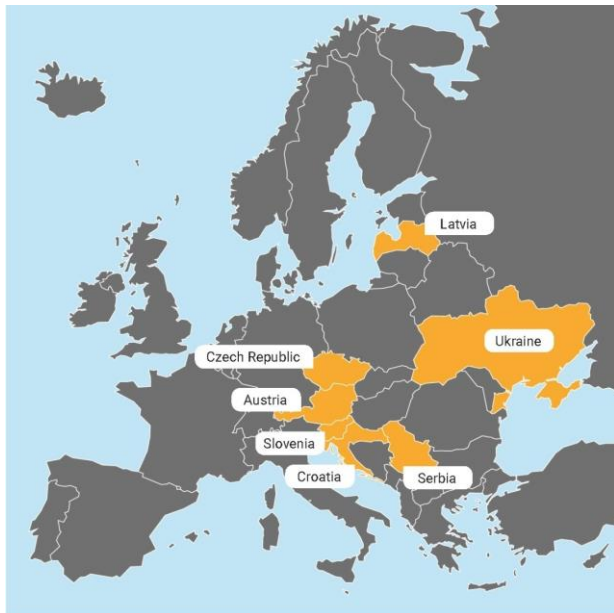 Latvia
Ukraine
Czech Republic
Austria
Slovenia
Croatia
Serbia